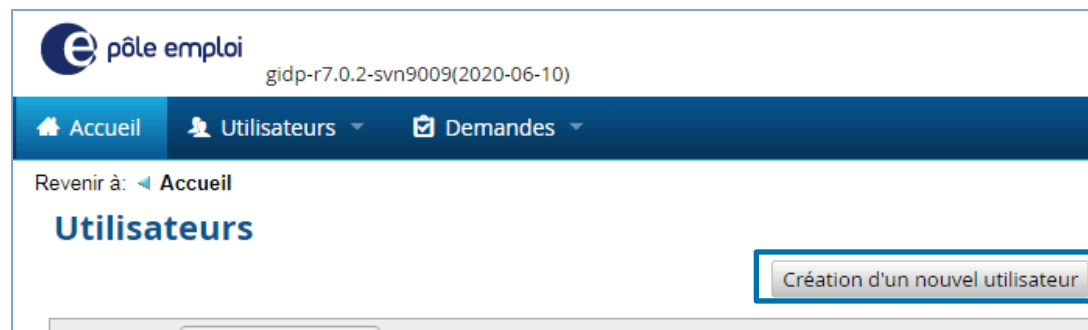 pôle emploi
gidp-r7.0.2-svn9009(2020-06-10)
Accueil Utilisateurs Demandes
Revenir à: Accueil
Utilisateurs
Création d'un nouvel utilisateur